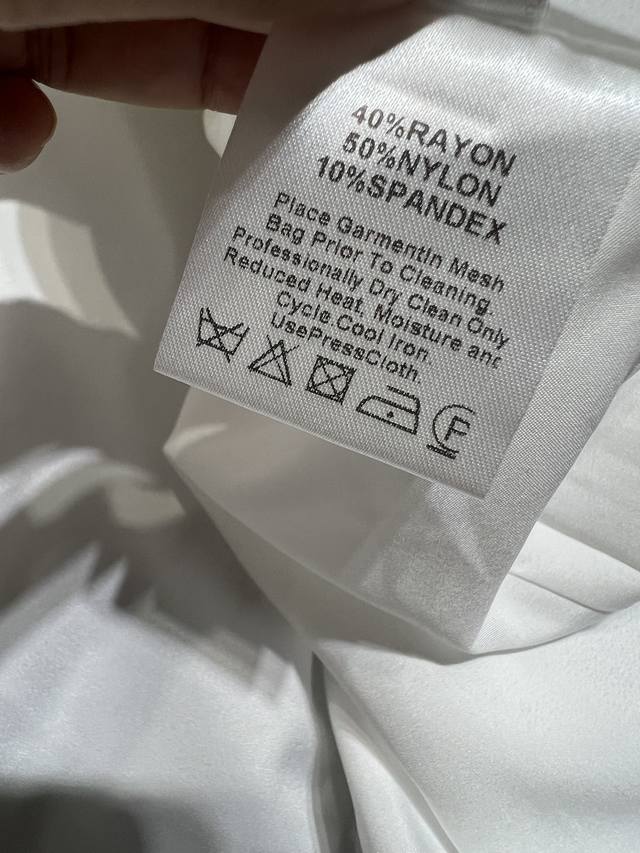 40%RAYON
50%NYLON
10%SPANDEX
Place GarmentIn Mesh
Bag Prior To Cleaning.
Professionally Dry Clean Only
Reduced Heat, Moisture and
Cycle Cool Iron.
UsePressCloth.
F